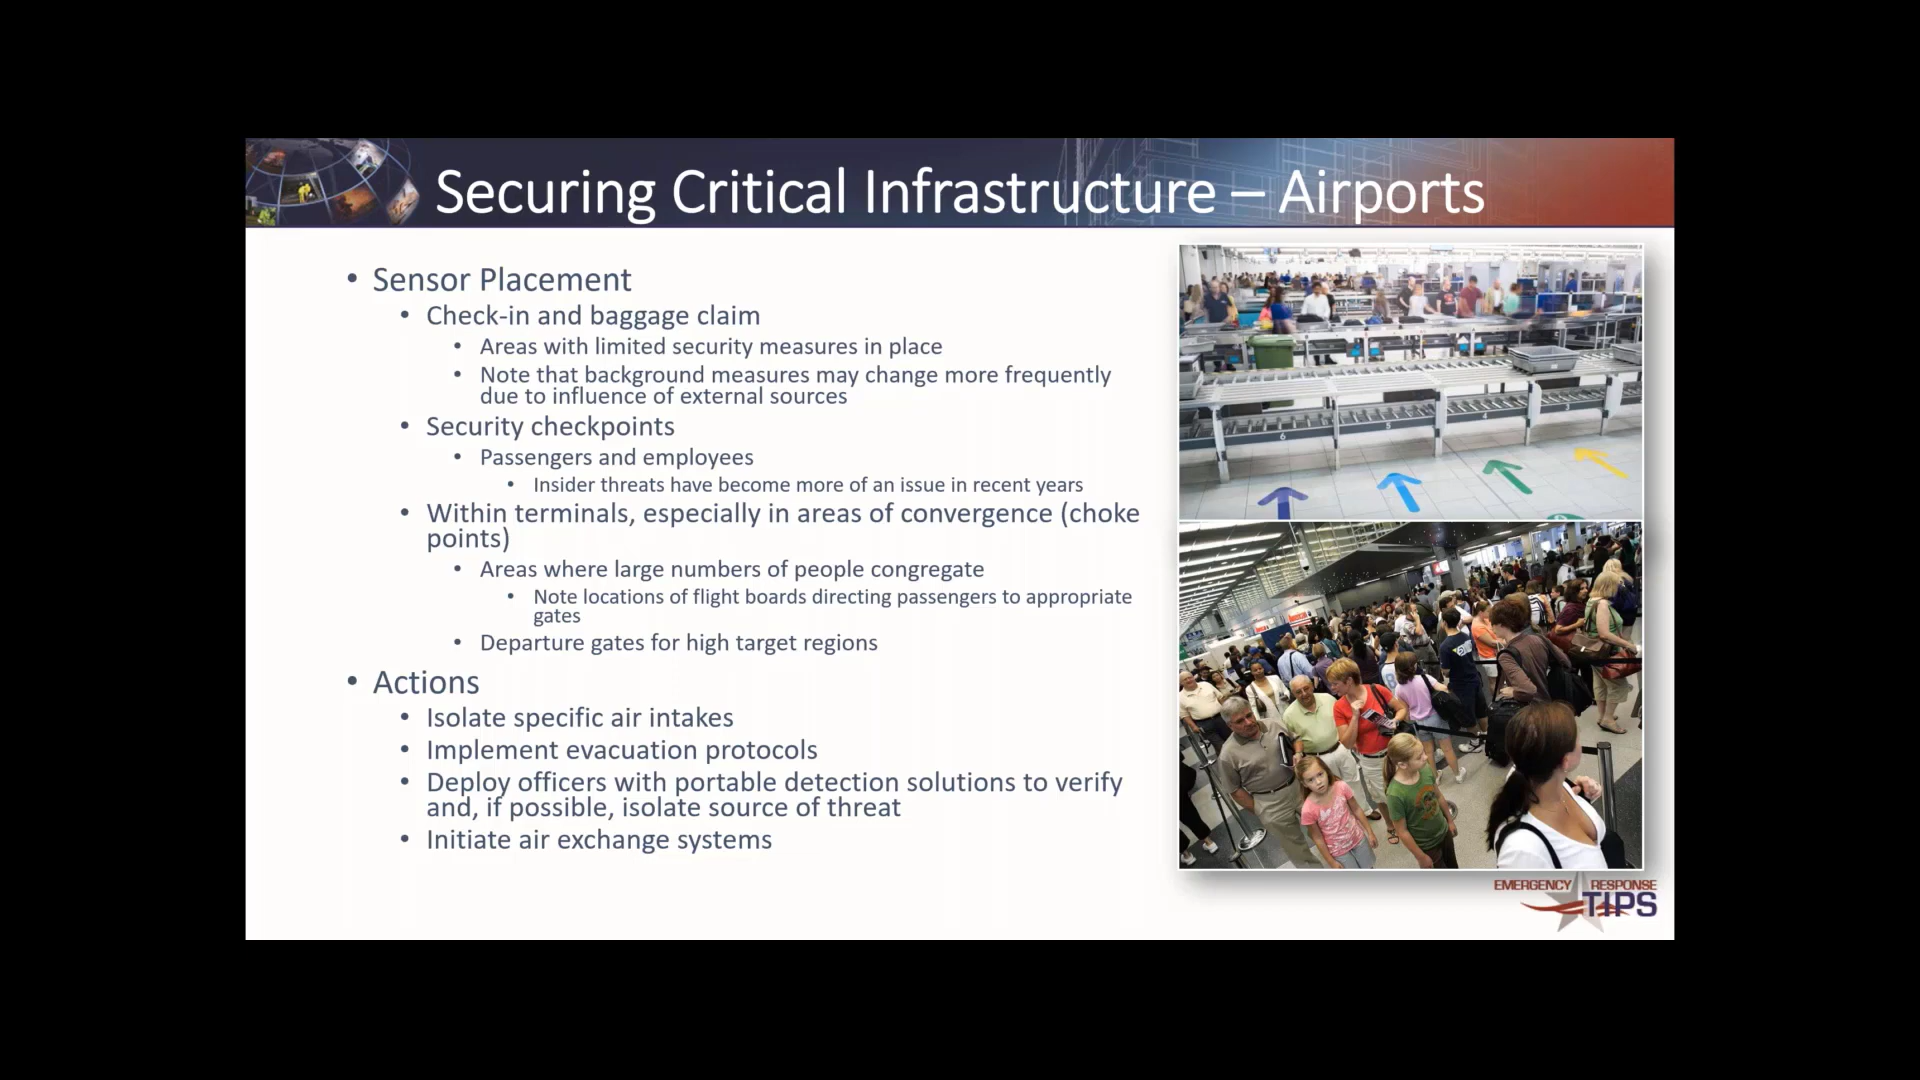 Securing Critical Infrastructure – Airports
• Sensor Placement
• Check-in and baggage claim
• Areas with limited security measures in place
• Note that background measures may change more frequently
due to influence of external sources
• Security checkpoints
• Passengers and employees
• Insider threats have become more of an issue in recent years
• Within terminals, especially in areas of convergence (choke
points)
• Areas where large numbers of people congregate
• Note locations of flight boards directing passengers to appropriate
gates
• Departure gates for high target regions
• Actions
• Isolate specific air intakes
• Implement evacuation protocols
• Deploy officers with portable detection solutions to verify
and, if possible, isolate source of threat
• Initiate air exchange systems
6 5 4 3
EMERGENCY RESPONSE
TIPS